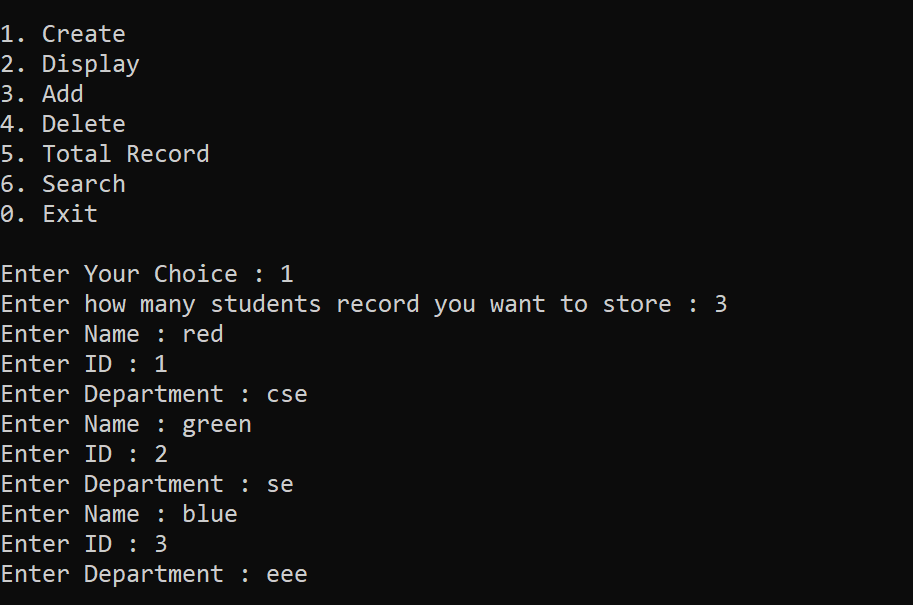 1. Create
2. Display
3. Add
4. Delete
5. Total Record
6. Search
0. Exit
Enter Your Choice : 1
Enter how many students record you want to store : 3
Enter Name : red
Enter ID : 1
Enter Department : cse
Enter Name : green
Enter ID : 2
Enter Department : se
Enter Name : blue
Enter ID : 3
Enter Department : eee